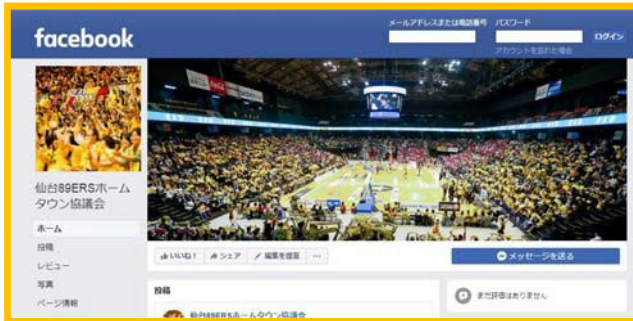 facebook
メールアドレスまたは電話番号 パスワード
ログイン
アカウントを忘れた場合
仙台89ERSホーム
タウン協議会
ホーム
投稿
レビュー
写真
ページ情報
いいね！ シェア 編集を提案 …
メッセージを送る
投稿
仙台89ERSホームタウン協議会
まだ評価はありません